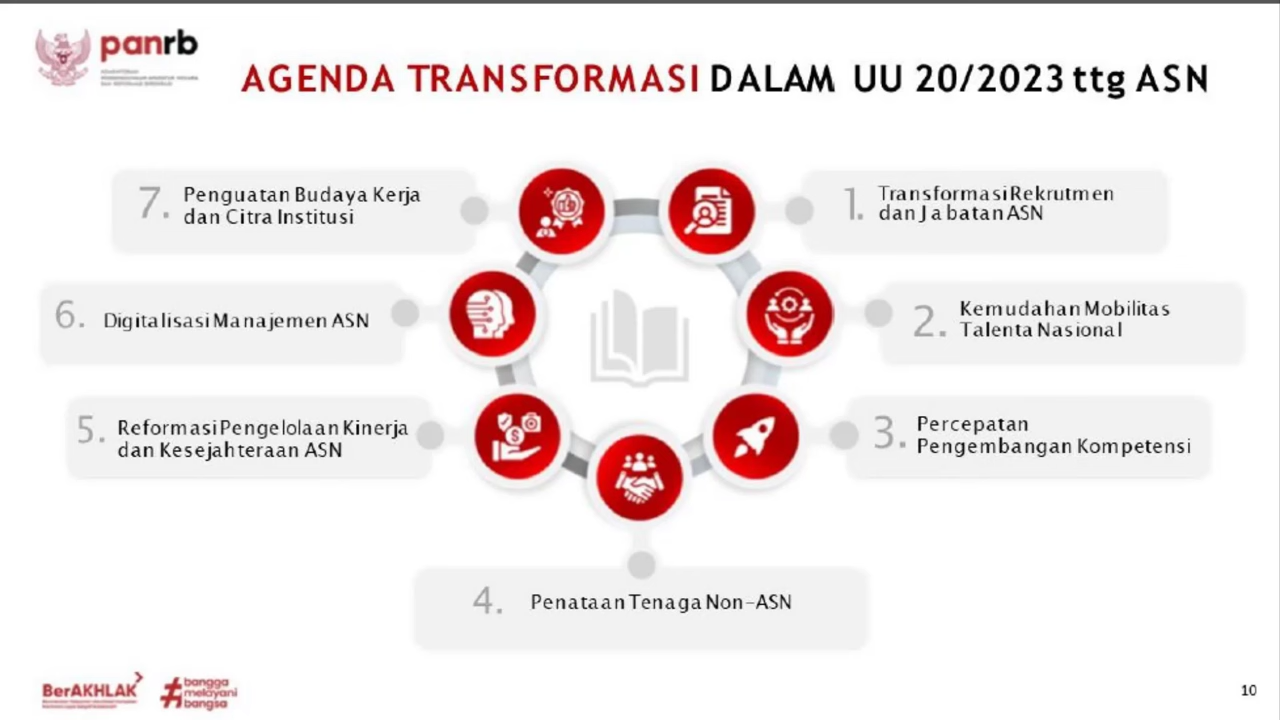 panrb
AGENDA TRANSFORMASI DALAM UU 20/2023 ttg ASN
7. Penguatan Budaya Kerja
dan Citra Institusi
1. Transformasi Rekrutmen
dan Jabatan ASN
6. Digitalisasi Manajemen ASN
2. Kemudahan Mobilitas
Talenta Nasional
5. Reformasi Pengelolaan Kinerja
dan Kesejahteraan ASN
3. Percepatan
Pengembangan Kompetensi
4. Penataan Tenaga Non-ASN
BerAKHLAK
#bangga
melayani
bangsa
10